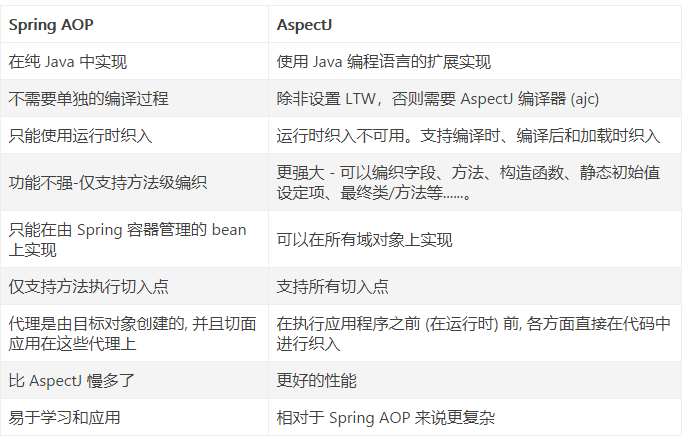 Spring AOP
AspectJ
在纯 Java 中实现
使用 Java 编程语言的扩展实现
不需要单独的编译过程
除非设置 LTW，否则需要 AspectJ 编译器 (ajc)
只能使用运行时织入
运行时织入不可用。支持编译时、编译后和加载时织入
功能不强-仅支持方法级编织
更强大 - 可以编织字段、方法、构造函数、静态初始值
设定项、最终类/方法等......。
只能在由 Spring 容器管理的 bean
上实现
可以在所有域对象上实现
仅支持方法执行切入点
支持所有切入点
代理是由目标对象创建的, 并且切面
应用在这些代理上
在执行应用程序之前 (在运行时) 前, 各方面直接在代码中
进行织入
比 AspectJ 慢多了
更好的性能
易于学习和应用
相对于 Spring AOP 来说更复杂